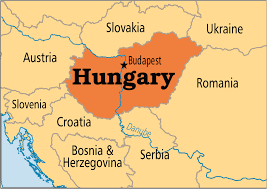 Slovakia
Ukraine
Austria
Budapest
Hungary
Romania
Slovenia
Croatia
Danube
Bosnia &
Herzegovina
Serbia